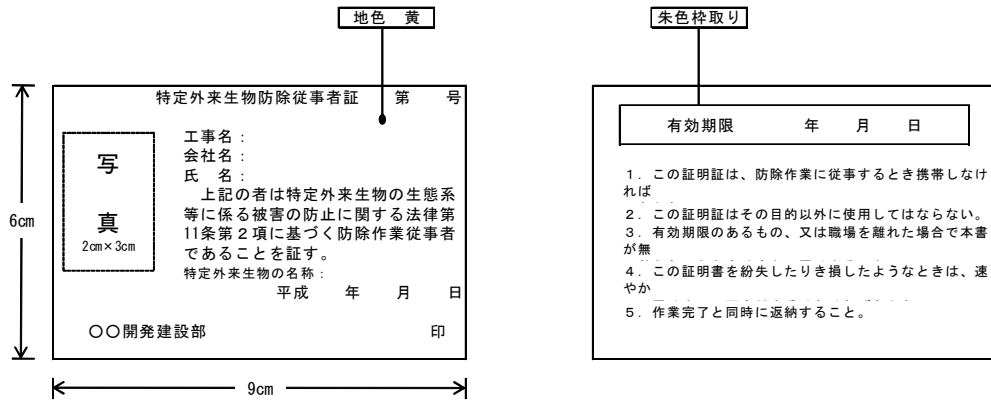 地色　黄
朱色枠取り
特定外来生物防除従事者証　　第　　号
写
真
2cm×3cm
工事名：
会社名：
氏　名：
　上記の者は特定外来生物の生態系
等に係る被害の防止に関する法律第
11条第２項に基づく防除作業従事者
であることを証す。
特定外来生物の名称：
平成　　年　　月　　日
○○開発建設部　　印
6cm
9cm
有効期限　　　年　　月　　日
１．この証明証は、防除作業に従事するとき携帯しなけ
れば
２．この証明証はその目的以外に使用してはならない。
３．有効期限のあるもの、又は職場を離れた場合で本書
が無
４．この証明書を紛失したりき損したようなときは、速
やか
５．作業完了と同時に返納すること。